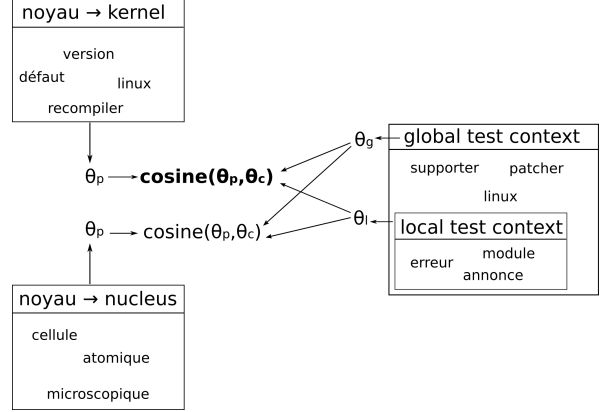 noyau → kernel
version
défaut
linux
recompiler
θp
cosine(θp,θc)
θg
global test context
supporter
patcher
linux
θl
local test context
erreur
module
annonce
θp
cosine(θp,θc)
noyau → nucleus
cellule
atomique
microscopique